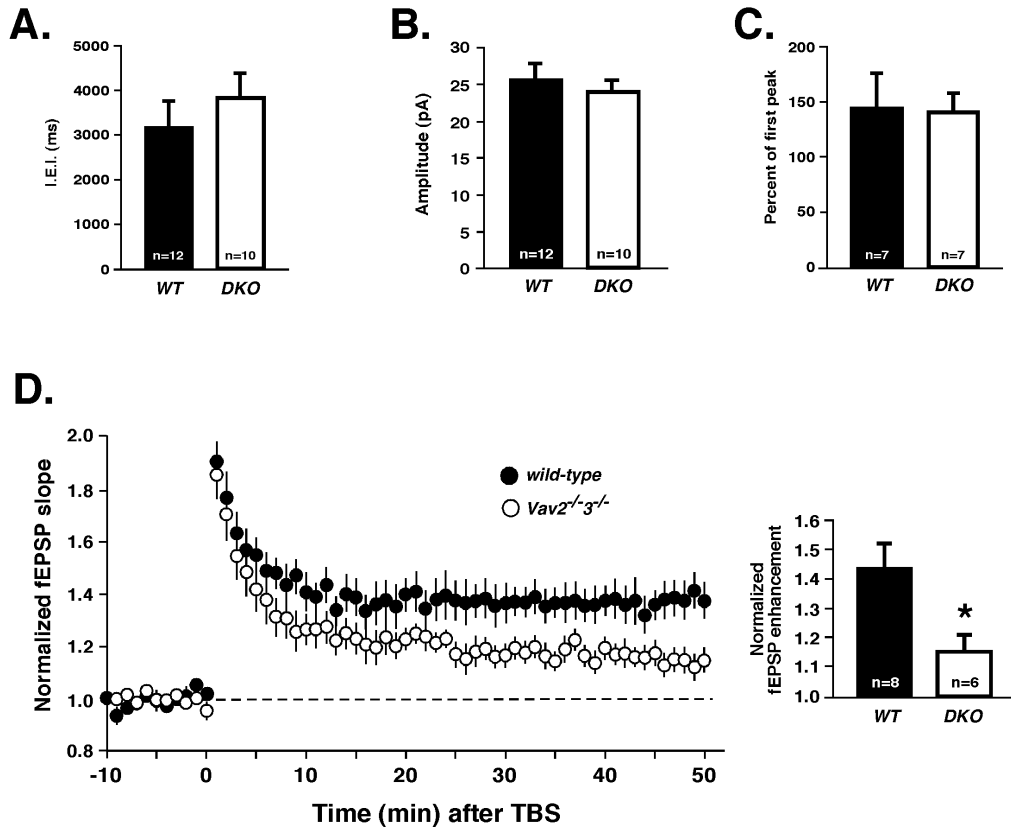 A.
I.E.I. (ms)
5000
4000
3000
2000
1000
0
n=12
n=10
WT
DKO
B.
Amplitude (pA)
30
25
20
15
10
5
0
n=12
n=10
WT
DKO
C.
Percent of first peak
200
150
100
50
0
n=7
n=7
WT
DKO
D.
Normalized fEPSP slope
2.0
1.8
1.6
1.4
1.2
1.0
0.8
-10
0
10
20
30
40
50
Time (min) after TBS
wild-type
Vav2-/-3-/-
Normalized
fEPSP enhancement
1.6
1.5
1.4
1.3
1.2
1.1
1.0
*
n=8
n=6
WT
DKO